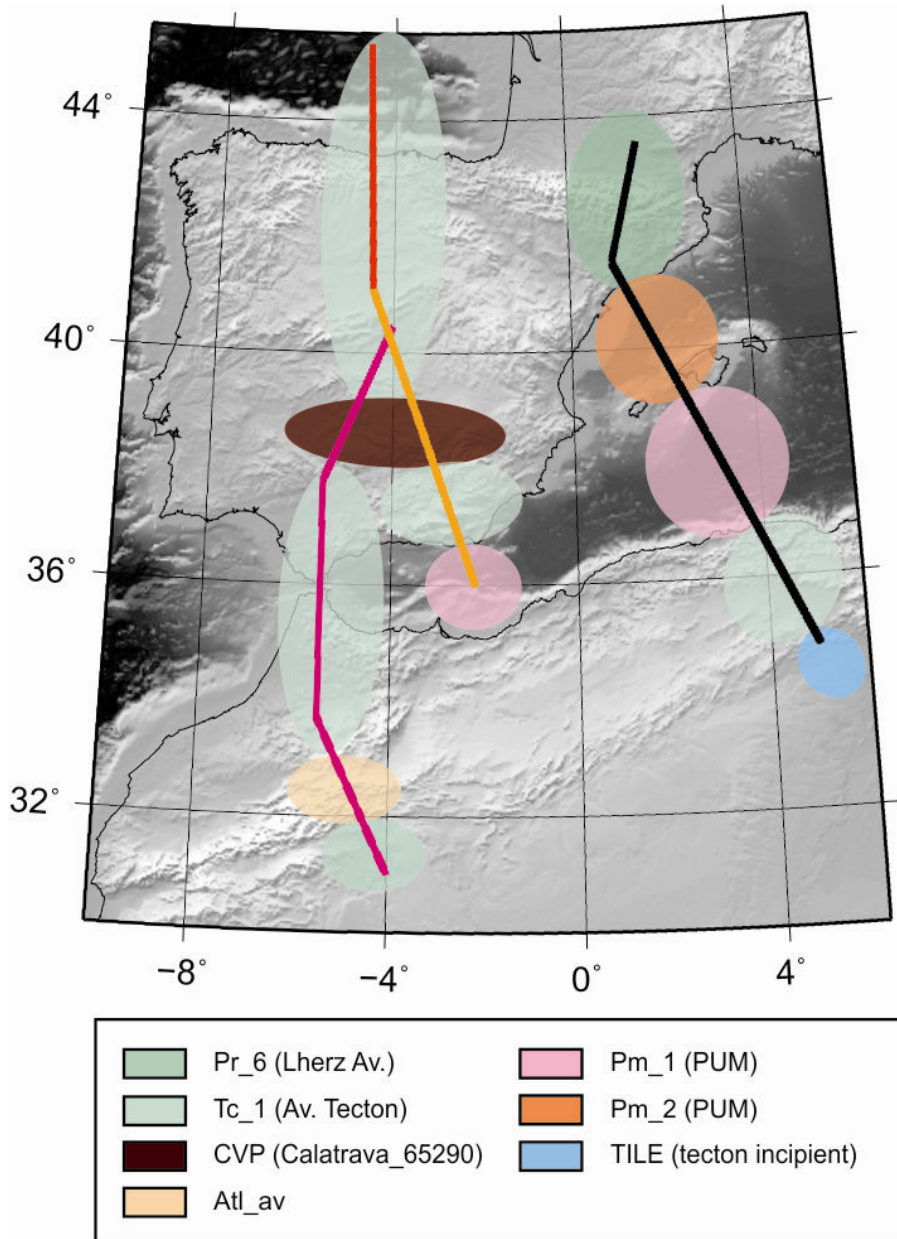 44°
40°
36°
32°
−8° −4° 0° 4°
Pr_6 (Lherz Av.) Pm_1 (PUM)
Tc_1 (Av. Tecton) Pm_2 (PUM)
CVP (Calatrava_65290) TILE (tecton incipient)
Atl_av